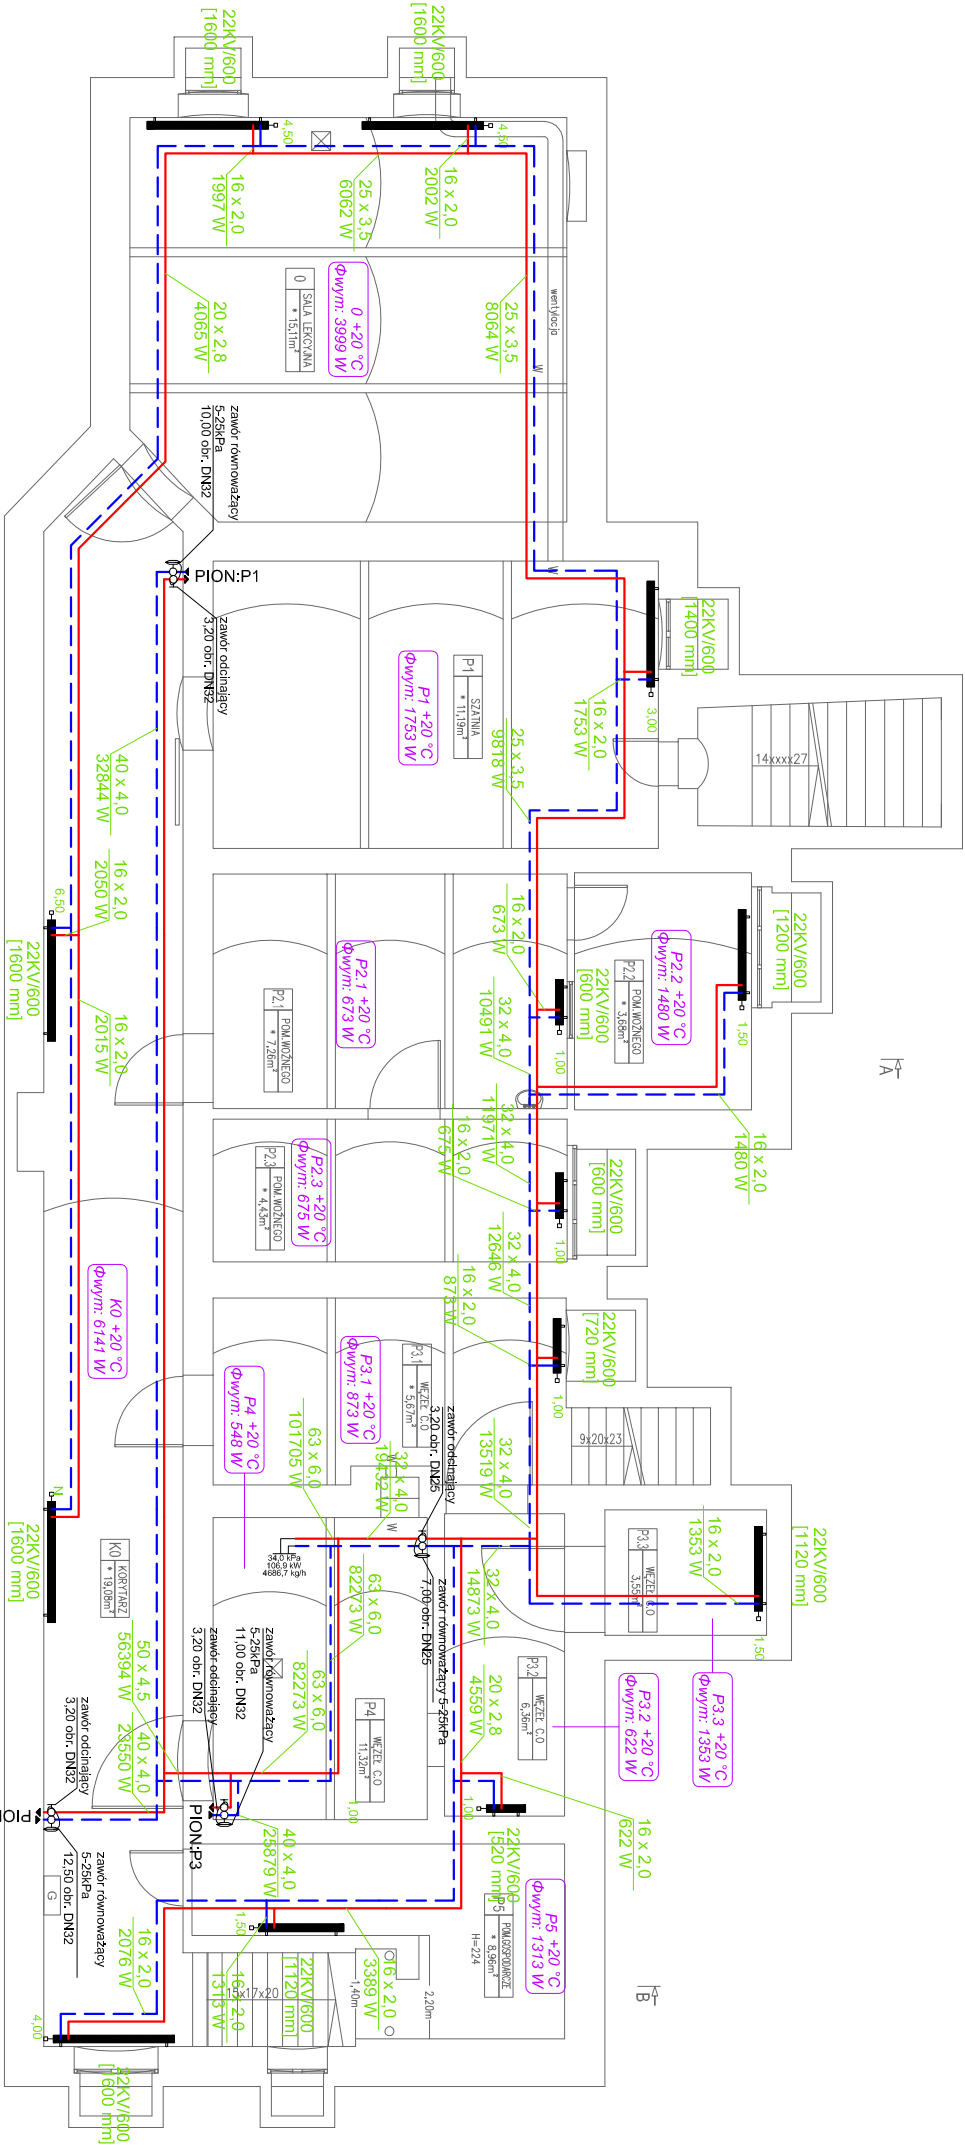 22KV/600
[1600 mm]
22KV/600
[1600 mm]
4,50
4,50
16 x 2,0
1997 W
25 x 3,5
6062 W
16 x 2,0
2002 W
20 x 2,8
4065 W
25 x 3,5
8064 W
wentylacja
W
W
0 +20 °C
Φwym: 3999 W
0
SALA LEKCYJNA
* 15,11m²
zawór równoważący
5-25kPa
10,00 obr. DN32
PION:P1
zawór odcinający
3,20 obr. DN32
22KV/600
[1400 mm]
3,00
16 x 2,0
1753 W
P1
SZATNIA
* 11,19m²
P1 +20 °C
Φwym: 1753 W
25 x 3,5
9818 W
14xxxx27
40 x 4,0
32844 W
16 x 2,0
2050 W
6,50
22KV/600
[1600 mm]
16 x 2,0
2015 W
16 x 2,0
673 W
22KV/600
[600 mm]
1,00
32 x 4,0
10491 W
P2.1 +20 °C
Φwym: 673 W
P2.1
POM.WOŹNEGO
* 7,26m²
P2.2 +20 °C
Φwym: 1480 W
P2.2
POM.WOŹNEGO
* 3,68m²
22KV/600
[1200 mm]
1,50
16 x 2,0
1480 W
A
32 x 4,0
11971 W
16 x 2,0
675 W
22KV/600
[600 mm]
1,00
P2.3 +20 °C
Φwym: 675 W
P2.3
POM.WOŹNEGO
* 4,43m²
32 x 4,0
12646 W
16 x 2,0
873 W
22KV/600
[720 mm]
1,00
K0 +20 °C
Φwym: 6141 W
P3.1 +20 °C
Φwym: 873 W
P3.1
WĘZEŁ C.O
* 5,67m²
P4 +20 °C
Φwym: 548 W
63 x 6,0
101705 W
32 x 4,0
19432 W
zawór odcinający
3,20 obr. DN25
32 x 4,0
13519 W
9x20x23
W
W
N
22KV/600
[1600 mm]
K0
KORYTARZ
* 19,08m²
34,0 kPa
106,9 kW
4686,7 kg/h
63 x 6,0
82273 W
63 x 6,0
82273 W
zawór równoważący 5-25kPa
7,00 obr. DN25
32 x 4,0
14873 W
20 x 2,8
4559 W
16 x 2,0
1353 W
22KV/600
[1120 mm]
1,50
P3.3
WĘZEŁ C.O
3,55m²
P3.3 +20 °C
Φwym: 1353 W
P3.2
WĘZEŁ C.O
6,36m²
P3.2 +20 °C
Φwym: 622 W
P4
WĘZEŁ C.O
11,32m²
50 x 4,5
56394 W
40 x 4,0
23550 W
zawór odcinający
3,20 obr. DN32
zawór równoważący
5-25kPa
11,00 obr. DN32
zawór odcinający
3,20 obr. DN32
PION:P3
1,00
1,00
22KV/600
[520 mm]
16 x 2,0
622 W
zawór równoważący
5-25kPa
12,50 obr. DN32
G
40 x 4,0
25879 W
1,50
P5
POM.GOSPODARCZE
* 8,96m²
H=224
P5 +20 °C
Φwym: 1313 W
B
16 x 2,0
2076 W
4,00
22KV/600
[1600 mm]
15x17x20
16 x 2,0
1313 W
22KV/600
[1120 mm]
16 x 2,0
3389 W
1,40m
2,20m